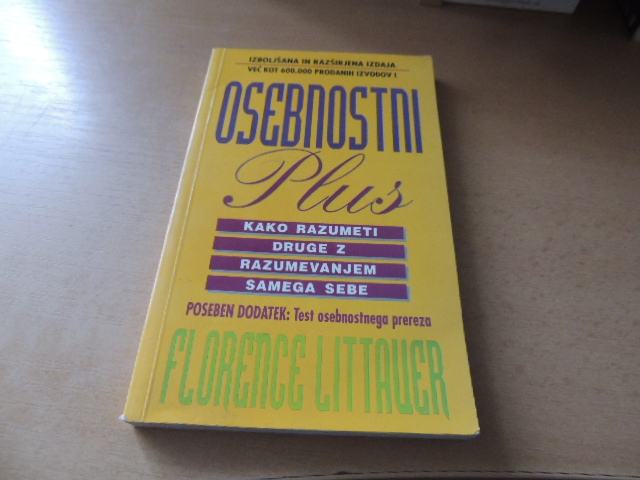 IZBOLJŠANA IN RAZŠIRJENA IZDAJA
VEČ KOT 600.000 PRODANIH IZVODOV !
OSEBNOSTNI
Plus
KAKO RAZUMETI
DRUGE Z
RAZUMEVANJEM
SAMEGA SEBE
POSEBEN DODATEK: Test osebnostnega prereza
FLORENCE LITTAUER